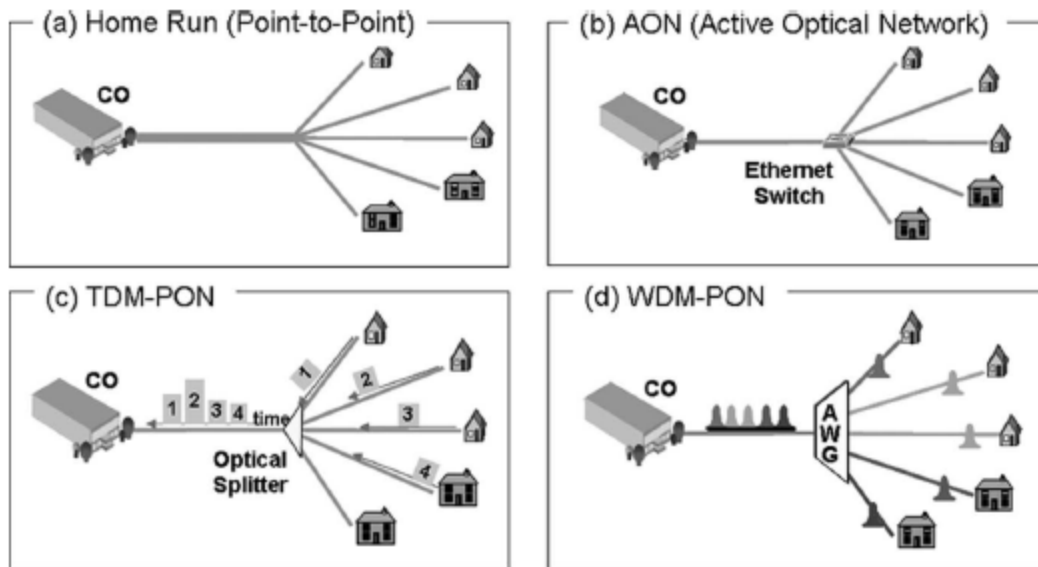 (a) Home Run (Point-to-Point)
CO
(b) AON (Active Optical Network)
CO
Ethernet
Switch
(c) TDM-PON
CO
1 2 3 4 time
1
2
3
4
Optical
Splitter
(d) WDM-PON
CO
AWG